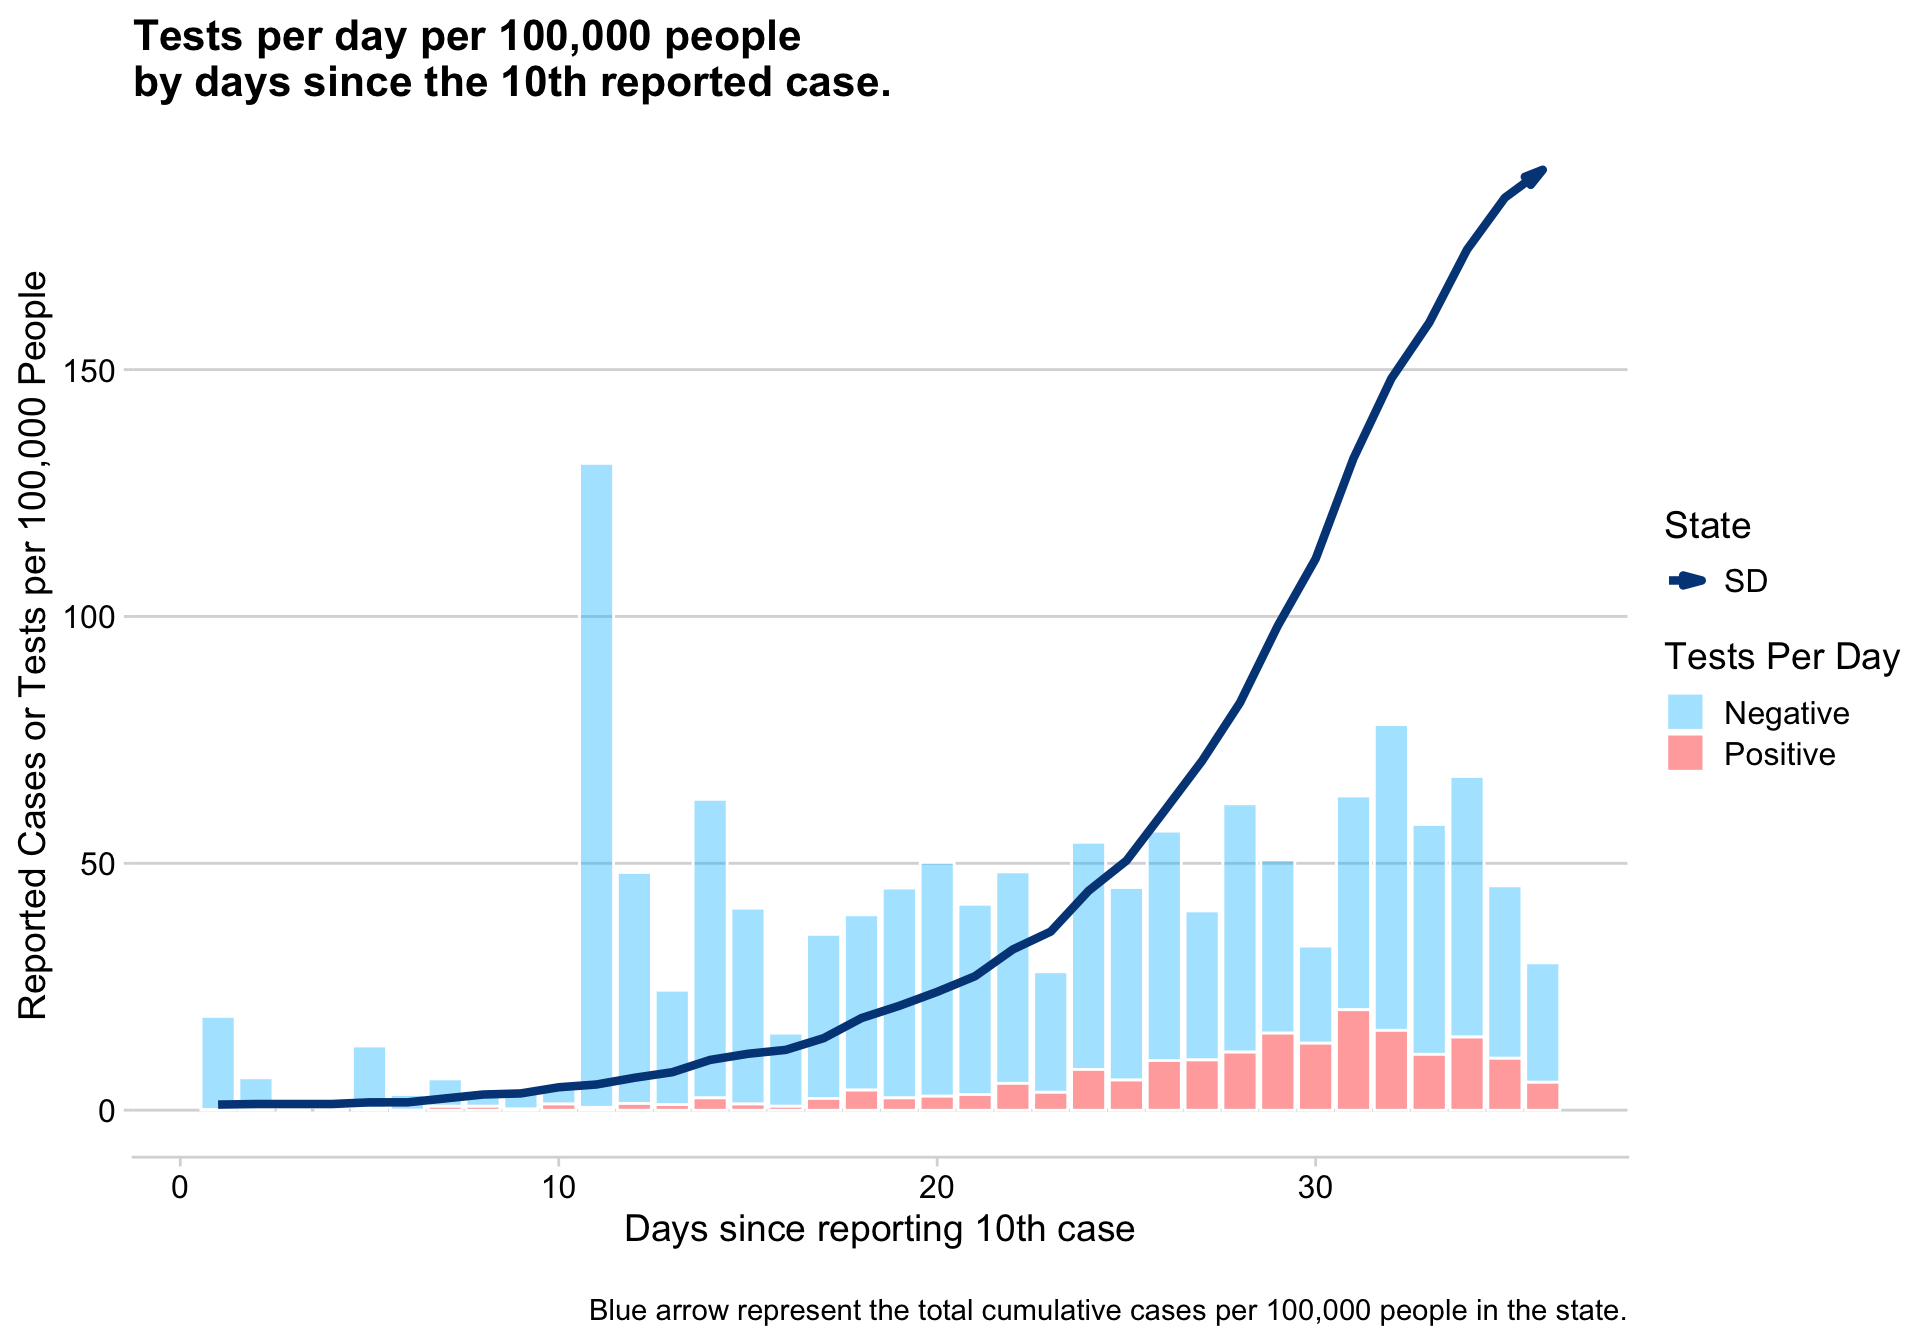 Tests per day per 100,000 people
by days since the 10th reported case.
Reported Cases or Tests per 100,000 People
150
100
50
0
0
10
20
30
Days since reporting 10th case
State
SD
Tests Per Day
Negative
Positive
Blue arrow represent the total cumulative cases per 100,000 people in the state.